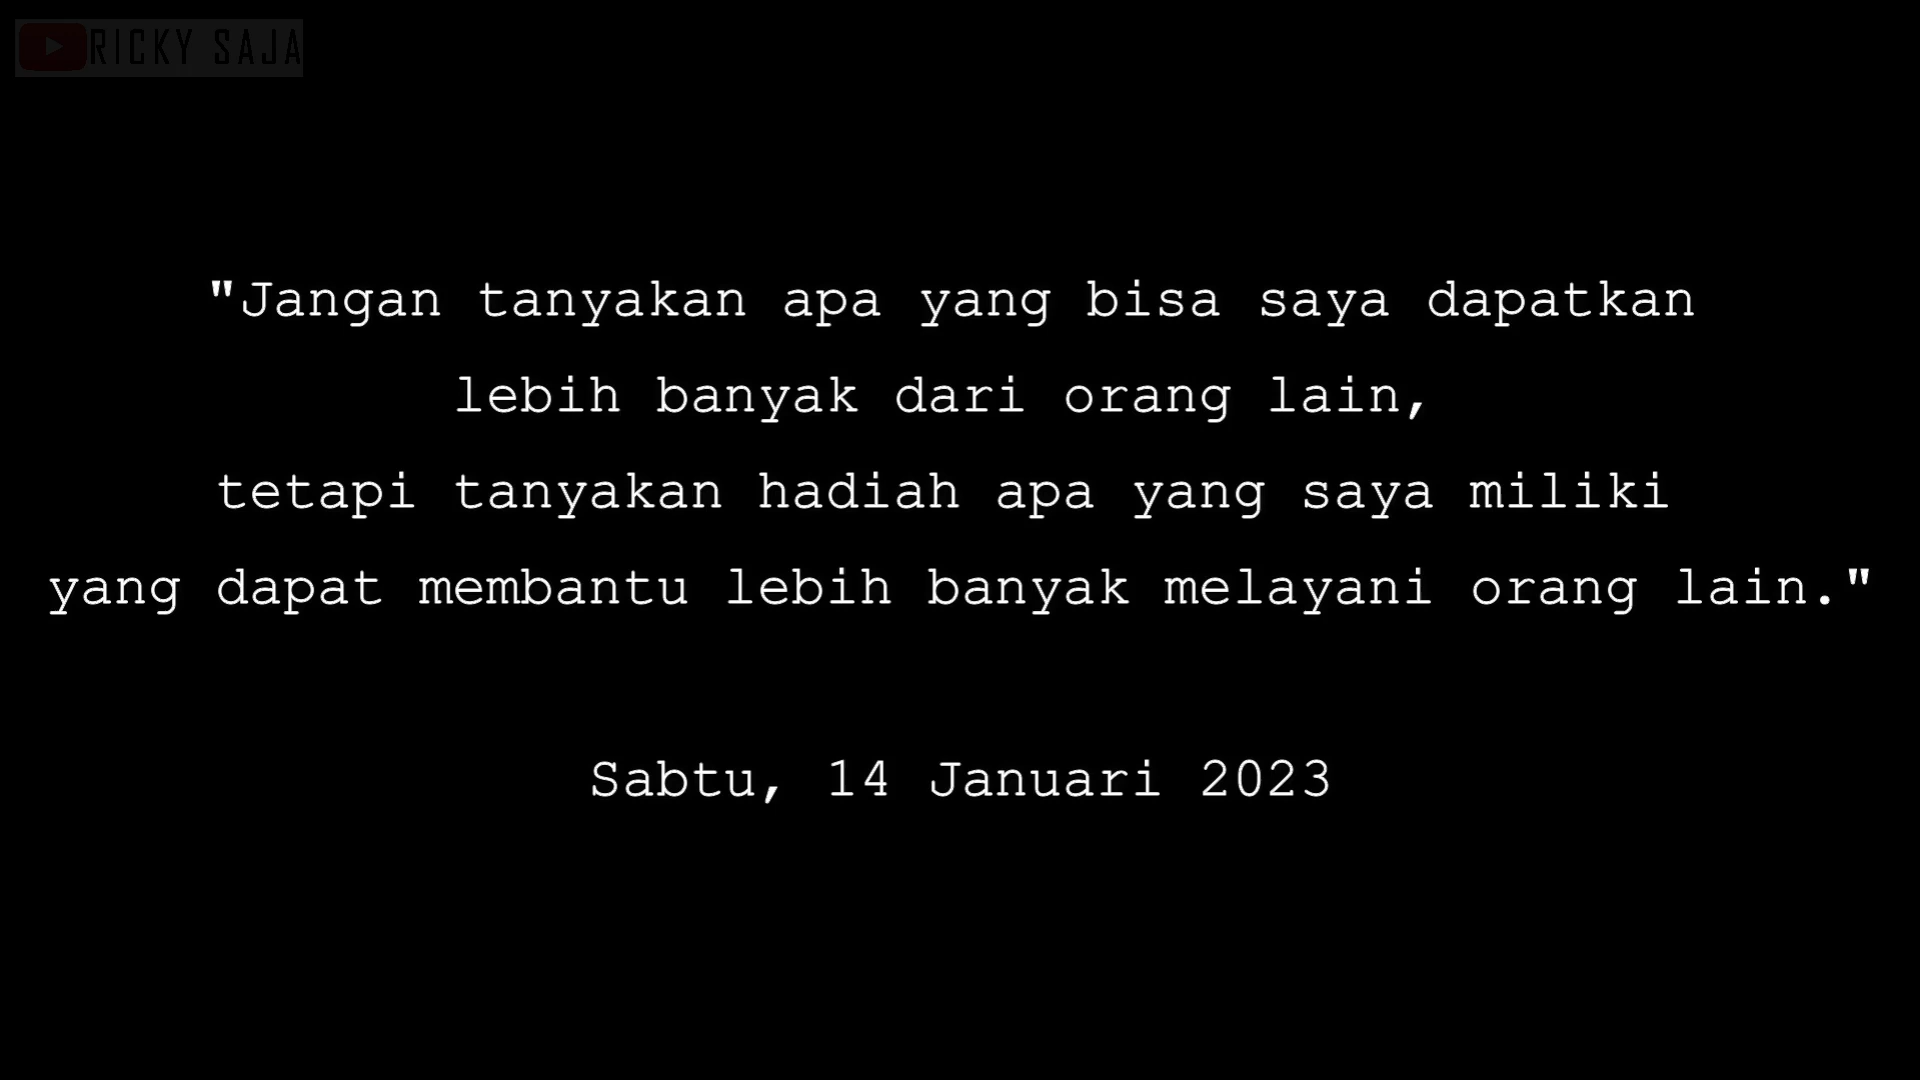 RICKY SAJA
"Jangan tanyakan apa yang bisa saya dapatkan
lebih banyak dari orang lain,
tetapi tanyakan hadiah apa yang saya miliki
yang dapat membantu lebih banyak melayani orang lain."
Sabtu, 14 Januari 2023